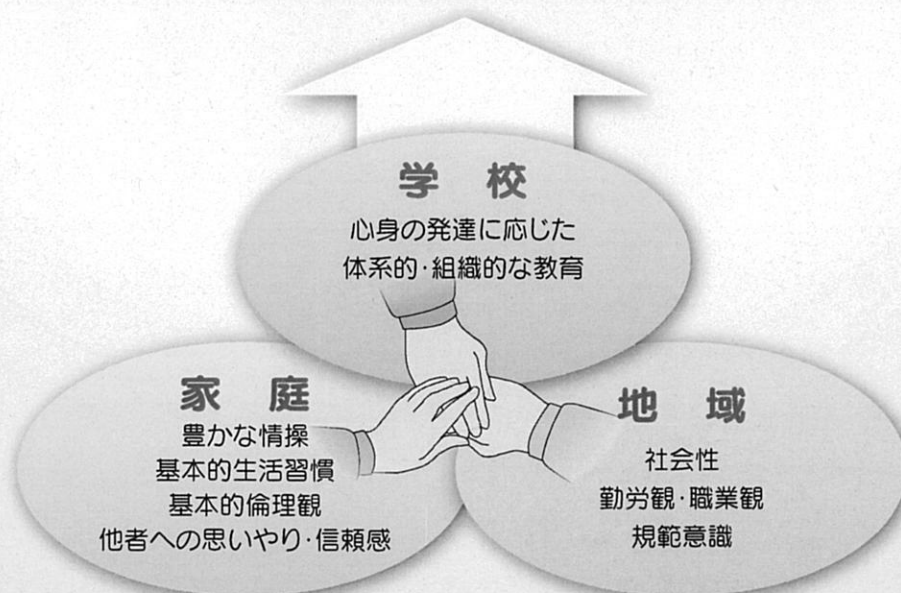 学 校
心身の発達に応じた
体系的·組織的な教育
家 庭
豊かな情操
基本的生活習慣
基本的倫理観
他者への思いやり·信頼感
地 域
社会性
勤労観·職業観
規範意識